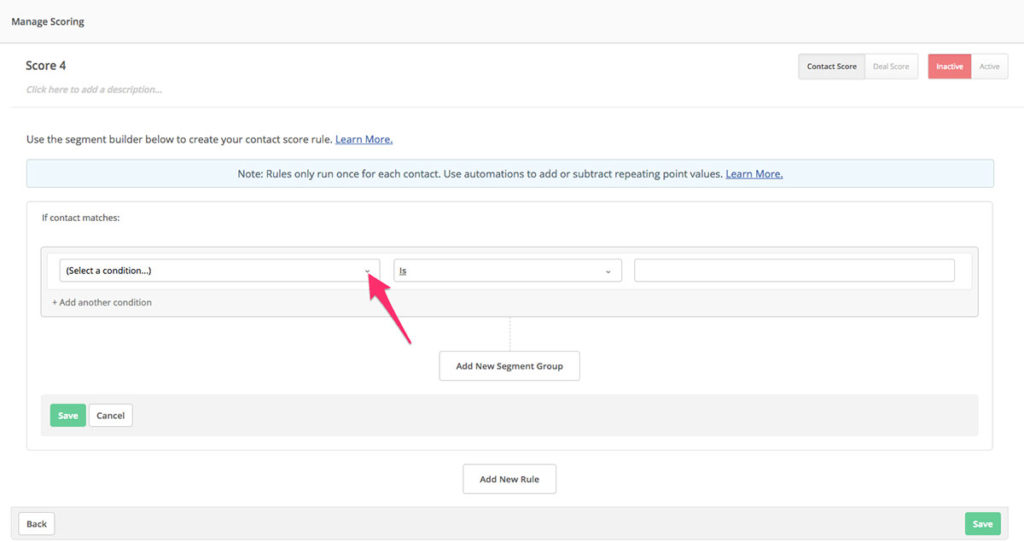 Manage Scoring
Score 4
Contact Score
Deal Score
Inactive
Active
Click here to add a description...
Use the segment builder below to create your contact score rule. Learn More.
Note: Rules only run once for each contact. Use automations to add or subtract repeating point values. Learn More.
If contact matches:
(Select a condition...)
Is
+ Add another condition
Add New Segment Group
Save
Cancel
Add New Rule
Back
Save